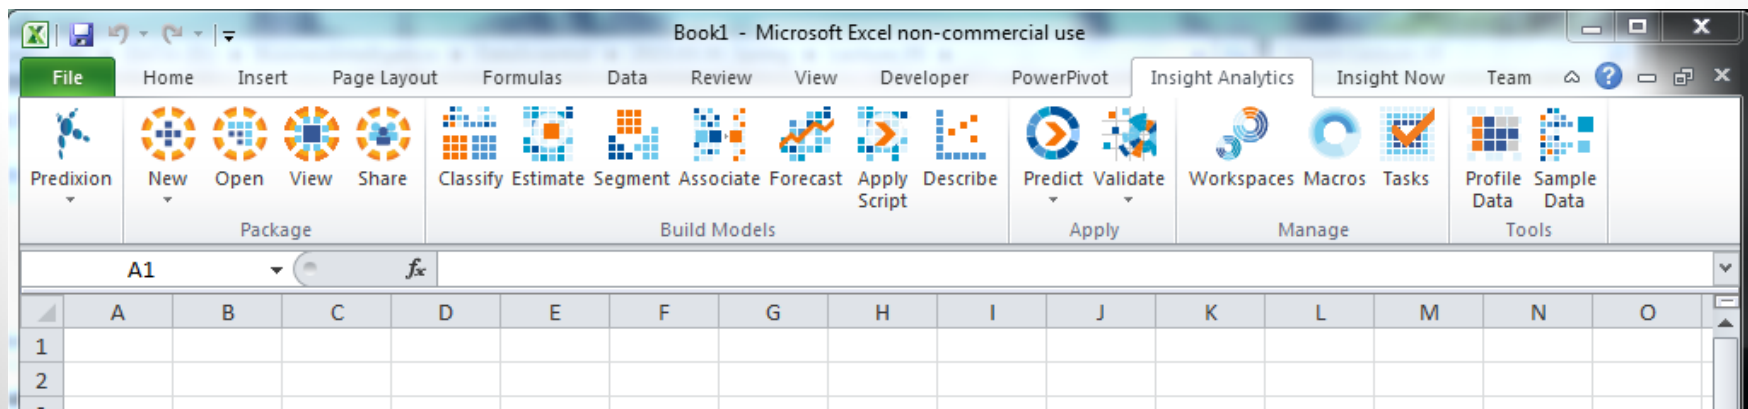 Book1 - Microsoft Excel non-commercial use
File Home Insert Page Layout Formulas Data Review View Developer PowerPivot Insight Analytics Insight Now Team
Predixion New Open View Share Classify Estimate Segment Associate Forecast Apply Script Describe Predict Validate Workspaces Macros Tasks Profile Data Sample Data
Package Build Models Apply Manage Tools
A1 fx
A B C D E F G H I J K L M N O
1
2